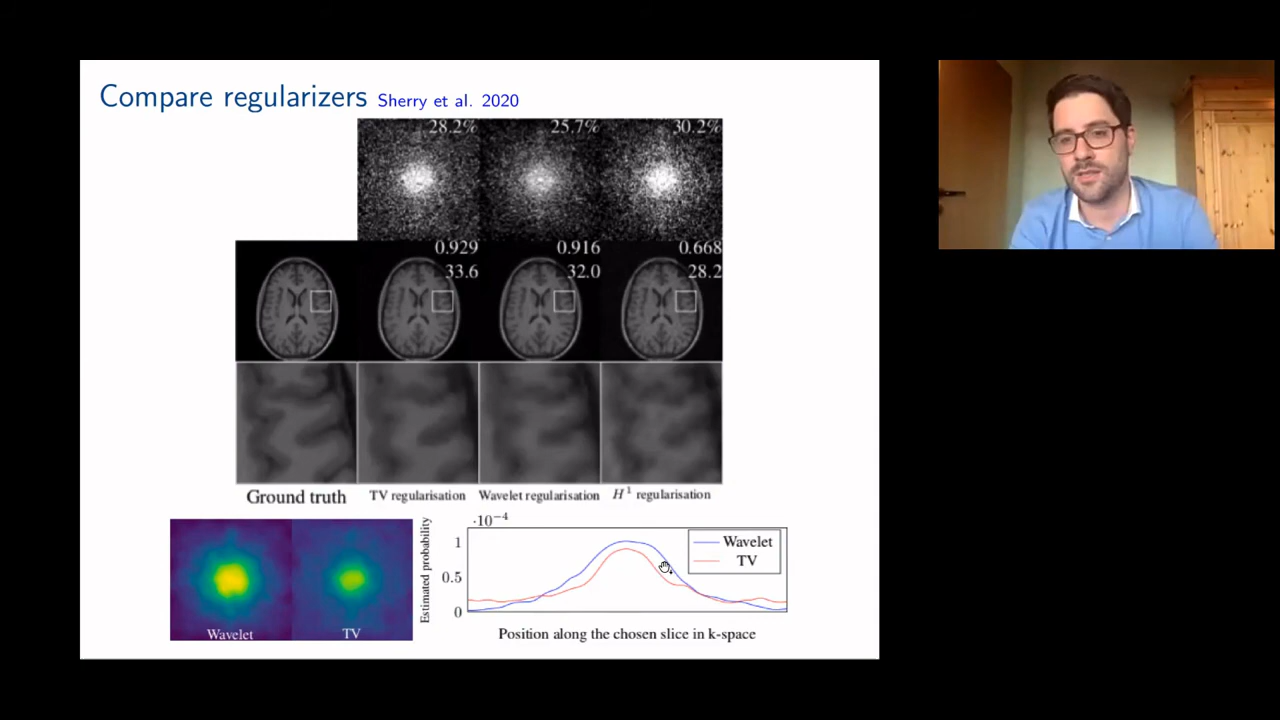 Compare regularizers Sherry et al. 2020
28.2% 25.7% 30.2%
0.929 0.916 0.668
33.6 32.0 28.2
Ground truth TV regularisation Wavelet regularisation H¹ regularisation
Wavelet TV
Estimated probability
·10⁻⁴
1
0.5
0
Wavelet
TV
Position along the chosen slice in k-space